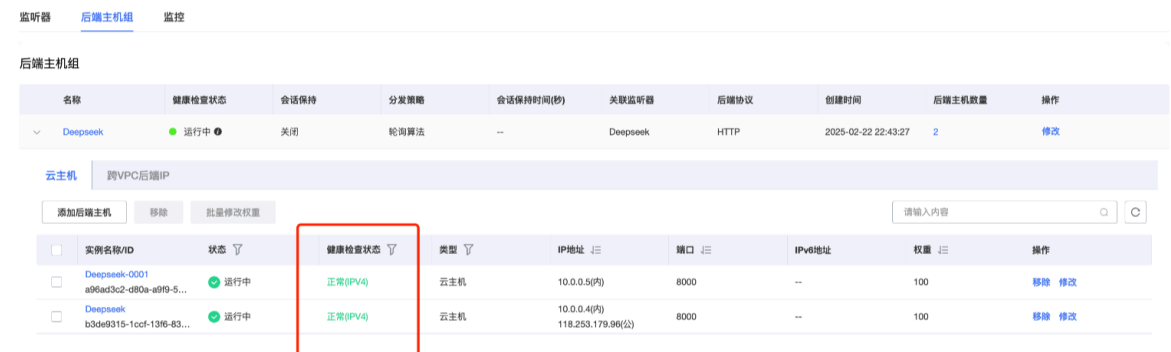 监听器 后端主机组 监控
后端主机组
名称 健康检查状态 会话保持 分发策略 会话保持时间(秒) 关联监听器 后端协议 创建时间 后端主机数量 操作
Deepseek 运行中 关闭 轮询算法 -- Deepseek HTTP 2025-02-22 22:43:27 2 修改
云主机 跨VPC后端IP
添加后端主机 移除 批量修改权重 请输入内容
实例名称/ID 状态 健康检查状态 类型 IP地址 端口 IPv6地址 权重 操作
Deepseek-0001
a96ad3c2-d80a-a9f9-5... 运行中 正常(IPV4) 云主机 10.0.0.5(内) 8000 -- 100 移除 修改
Deepseek
b3de9315-1ccf-13f6-83... 运行中 正常(IPV4) 云主机 10.0.0.4(内) 8000 -- 100 移除 修改
118.253.179.96(公)